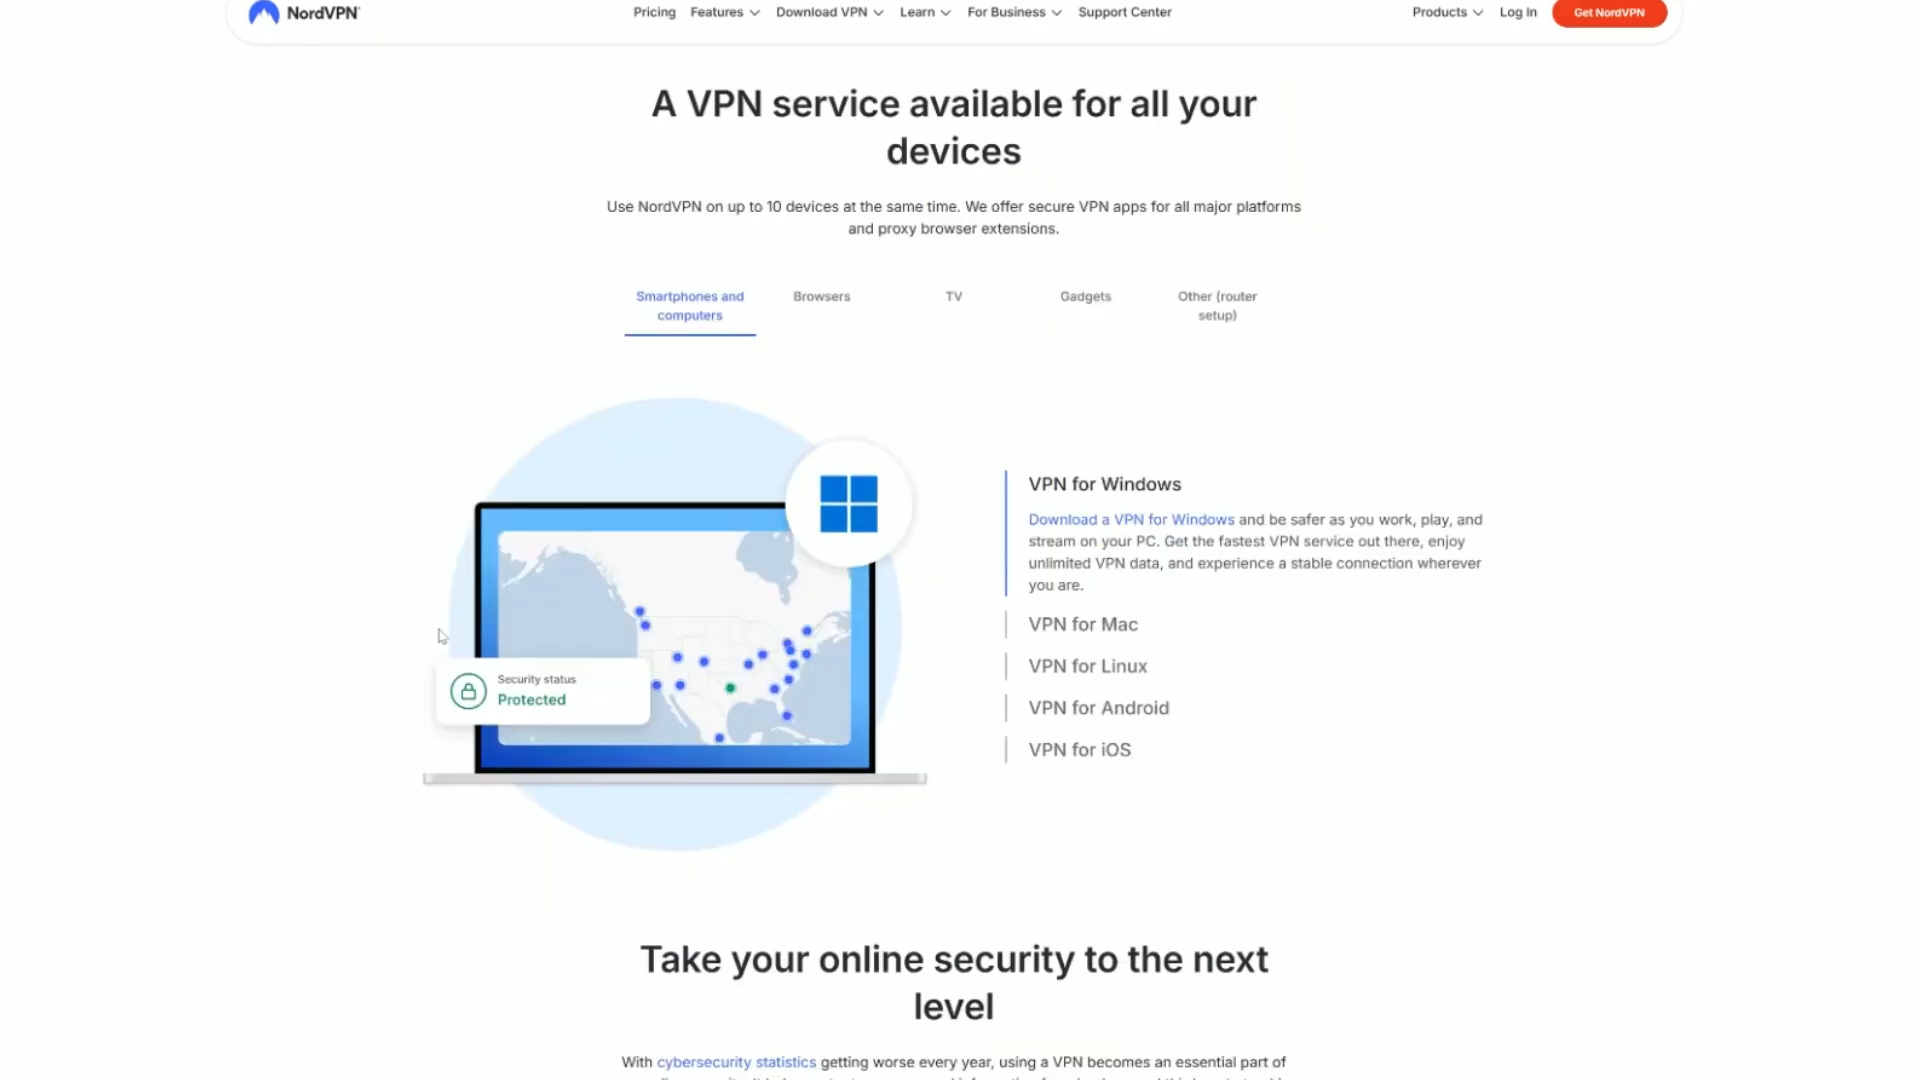 NordVPN
Pricing
Features
Download VPN
Learn
For Business
Support Center
Products
Log In
Get NordVPN
A VPN service available for all your
devices
Use NordVPN on up to 10 devices at the same time. We offer secure VPN apps for all major platforms
and proxy browser extensions.
Smartphones and
computers
Browsers
TV
Gadgets
Other (router
setup)
Security status
Protected
VPN for Windows
Download a VPN for Windows and be safer as you work, play, and
stream on your PC. Get the fastest VPN service out there, enjoy
unlimited VPN data, and experience a stable connection wherever
you are.
VPN for Mac
VPN for Linux
VPN for Android
VPN for iOS
Take your online security to the next
level
With cybersecurity statistics getting worse every year, using a VPN becomes an essential part of